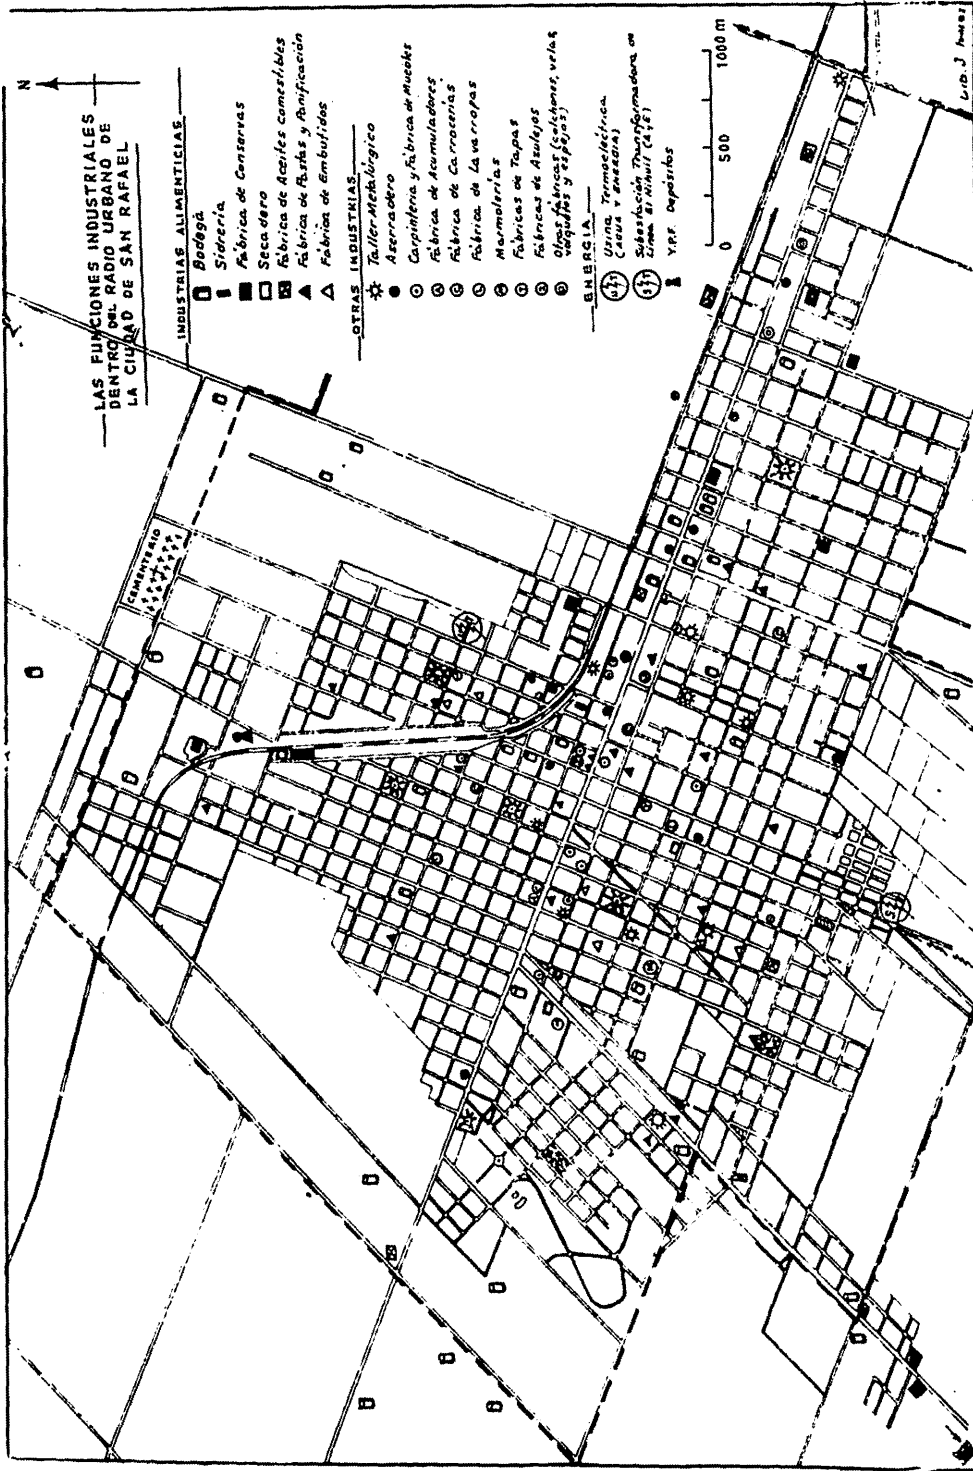 N
LAS FUNCIONES INDUSTRIALES
DENTRO DEL RADIO URBANO DE
LA CIUDAD DE SAN RAFAEL
INDUSTRIAS ALIMENTICIAS
Bodega
Sidrería
Fábrica de Conservas
Secadero
Fábrica de Aceites comestibles
Fábrica de Pastas y Panificación
Fábrica de Embutidos
OTRAS INDUSTRIAS
Taller Metalúrgico
Aserradero
Carpintería y Fábrica de Muebles
Fábrica de Acumuladores
Fábrica de Carrocerías
Fábrica de Lavarropas
Marmolerías
Fábricas de Tapas
Fábricas de Azulejos
Otras fábricas (colchones, velas,
y espejos)
ENERGIA
Usina Termoeléctrica
(AGUA Y ENERGIA)
Subestación Transformadora de
Linea El Nihuil (A y E)
Y.P.F. Depósitos
0 500 1000 m
CEMENTERIO